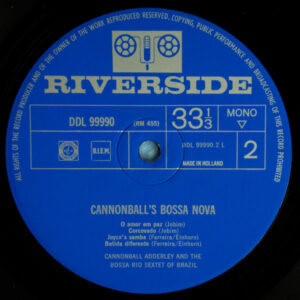 ALL RIGHTS OF THE RECORD PRODUCER AND OF THE OWNER OF THE WORK RECORDED RESERVED. COPYING, PUBLIC PERFORMANCE AND BROADCASTING OF THIS RECORD PROHIBITED
RIVERSIDE
DDL 99990
(RM 455)
33 1/3
MONO
B.I.E.M.
DDL 99990.2 L
MADE IN HOLLAND
2
CANNONBALL'S BOSSA NOVA
O amor em paz (Jobim)
Corcovado (Jobim)
Joyce's samba (Ferreira/Einhorn)
Batida diferente (Ferreira/Einhorn)
CANNONBALL ADDERLEY AND THE
BOSSA RIO SEXTET OF BRAZIL